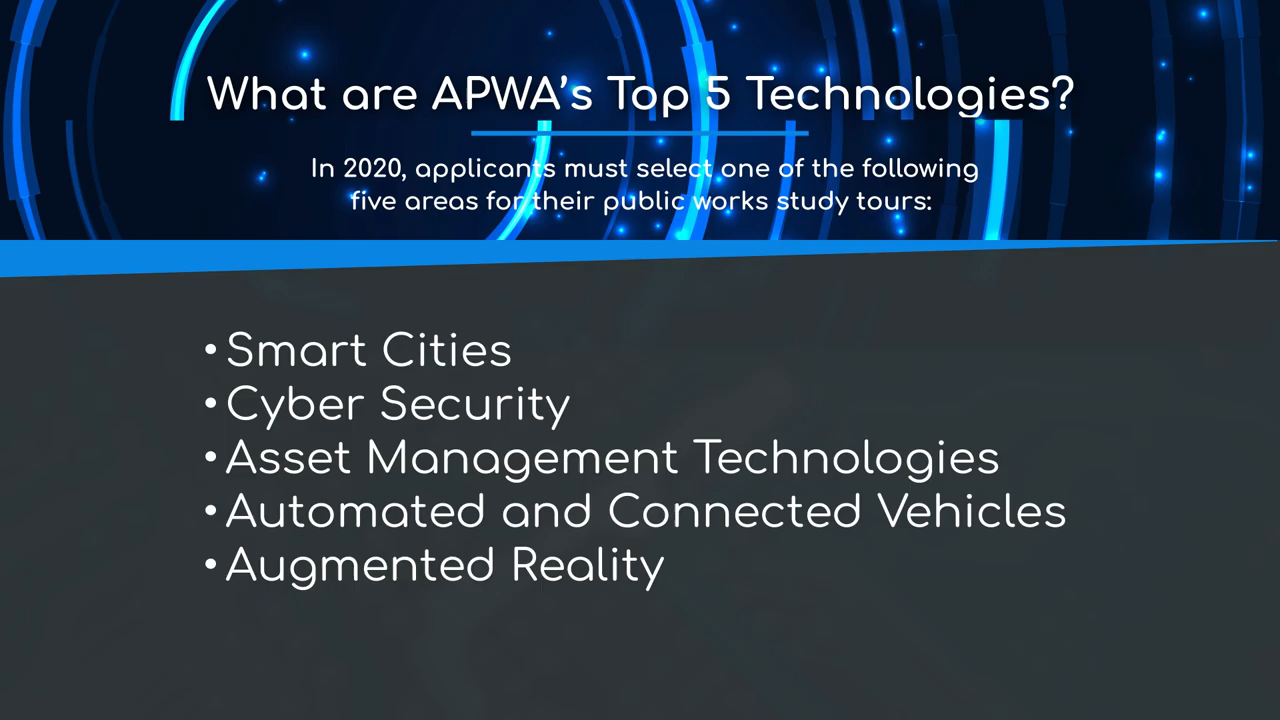 What are APWA’s Top 5 Technologies?
In 2020, applicants must select one of the following
five areas for their public works study tours:
• Smart Cities
• Cyber Security
• Asset Management Technologies
• Automated and Connected Vehicles
• Augmented Reality